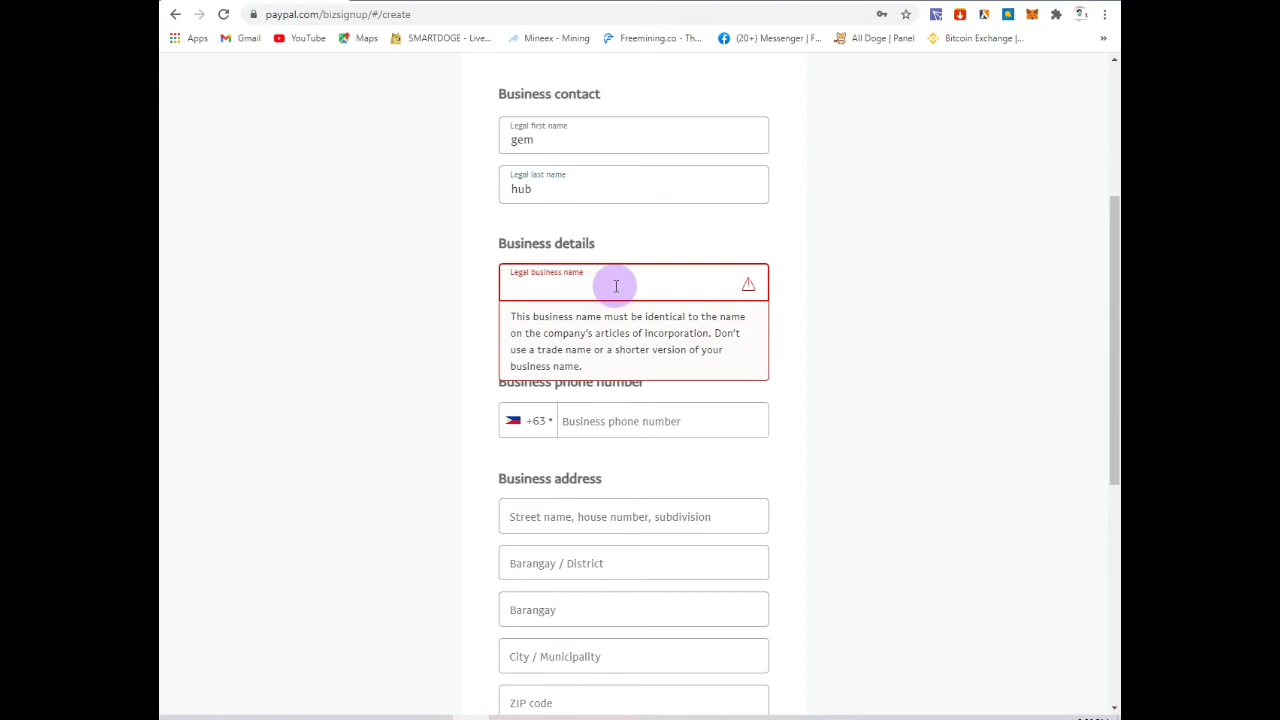 paypal.com/bizsignup/#/create
Apps Gmail YouTube Maps SMARTDOGE - Live... Mineex - Mining Freemining.co - Th... (20+) Messenger | F... All Doge | Panel Bitcoin Exchange |... »
Business contact
Legal first name
gem
Legal last name
hub
Business details
Legal business name
This business name must be identical to the name
on the company's articles of incorporation. Don't
use a trade name or a shorter version of your
business name.
Business phone number
+63 Business phone number
Business address
Street name, house number, subdivision
Barangay / District
Barangay
City / Municipality
ZIP code